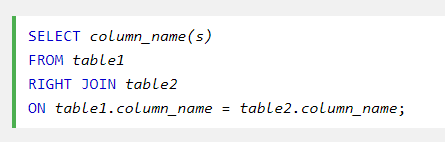 SELECT column_name(s)
FROM table1
RIGHT JOIN table2
ON table1.column_name = table2.column_name;